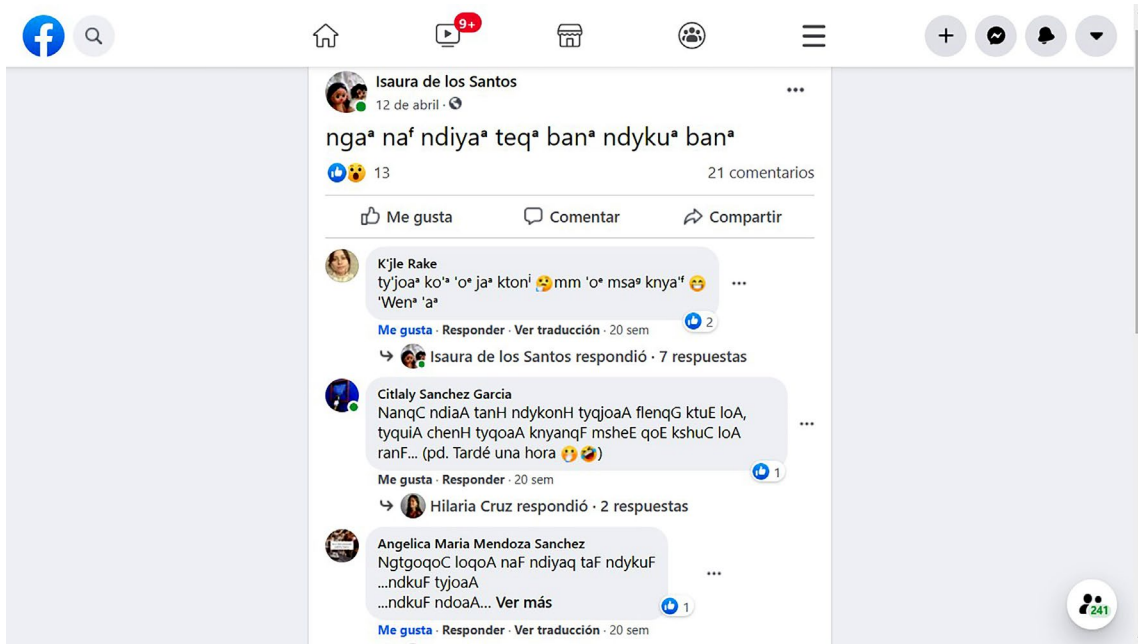 9+
Isaura de los Santos
12 de abril ·
ngaᵃ naᶠ ndiyaᵃ teqᵃ banᵃ ndykuᵃ banᵃ
13
21 comentarios
Me gusta
Comentar
Compartir
K'jle Rake
ty'joaᵃ ko'ᵃ 'oᵉ jaᵃ ktonⁱ 🤧mm 'oᵉ msaᵍ knya'ᶠ 😁
'Wenᵃ 'aᵃ
2
Me gusta · Responder · Ver traducción · 20 sem
Isaura de los Santos respondió · 7 respuestas
Citlaly Sanchez Garcia
NanqC ndiaA tanH ndykonH tyqjoaA flenqG ktuE loA,
tyquiA chenH tyqoaA knyanqF msheE qoE kshuC loA
ranF... (pd. Tardé una hora 🤭🤣)
1
Me gusta · Responder · 20 sem
Hilaria Cruz respondió · 2 respuestas
Angelica Maria Mendoza Sanchez
NgtgoqoC loqoA naF ndiyaq taF ndykuF
...ndkuF tyjoaA
...ndkuF ndoaA... Ver más
1
Me gusta · Responder · Ver traducción · 20 sem
241